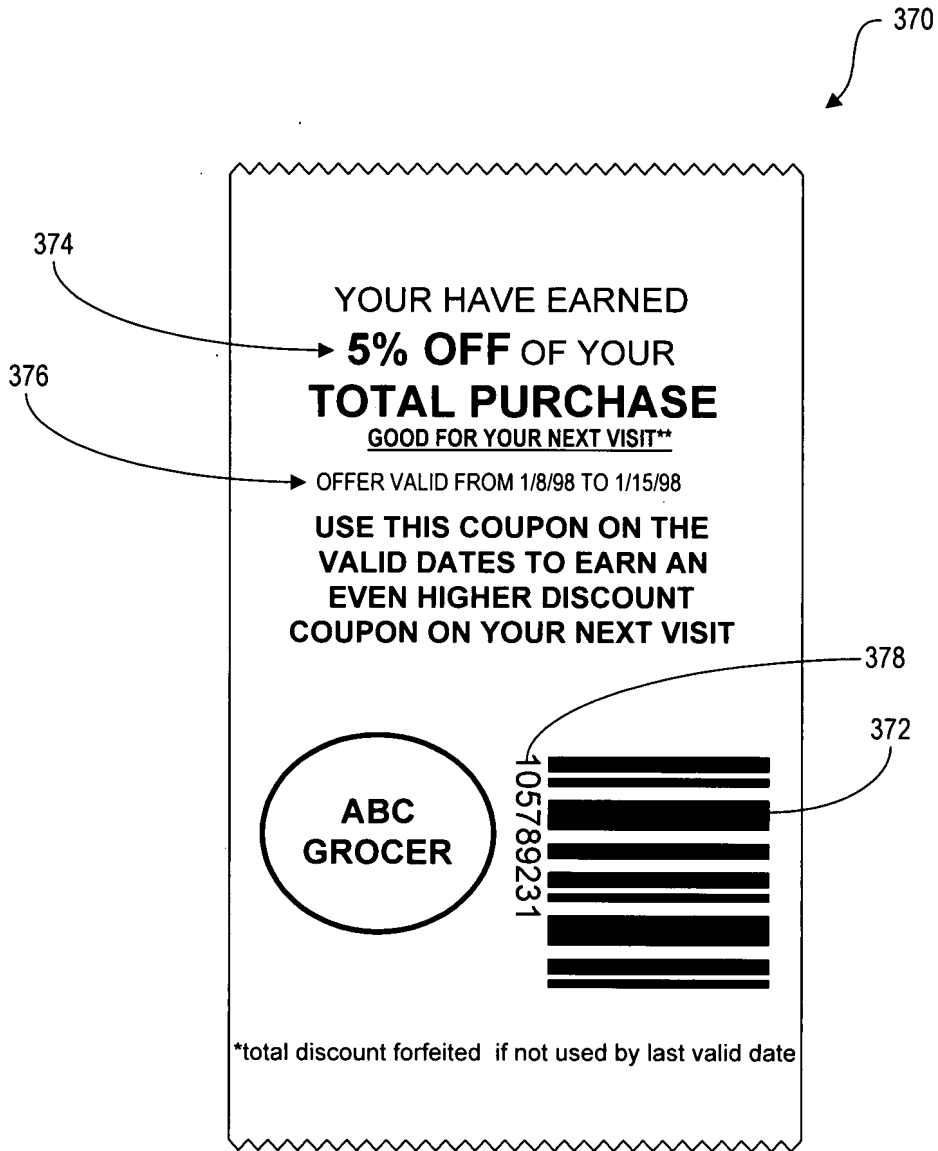 370
374
YOUR HAVE EARNED
5% OFF OF YOUR
376
TOTAL PURCHASE
GOOD FOR YOUR NEXT VISIT**
OFFER VALID FROM 1/8/98 TO 1/15/98
USE THIS COUPON ON THE
VALID DATES TO EARN AN
EVEN HIGHER DISCOUNT
COUPON ON YOUR NEXT VISIT
378
372
ABC
GROCER
105789231
*total discount forfeited if not used by last valid date